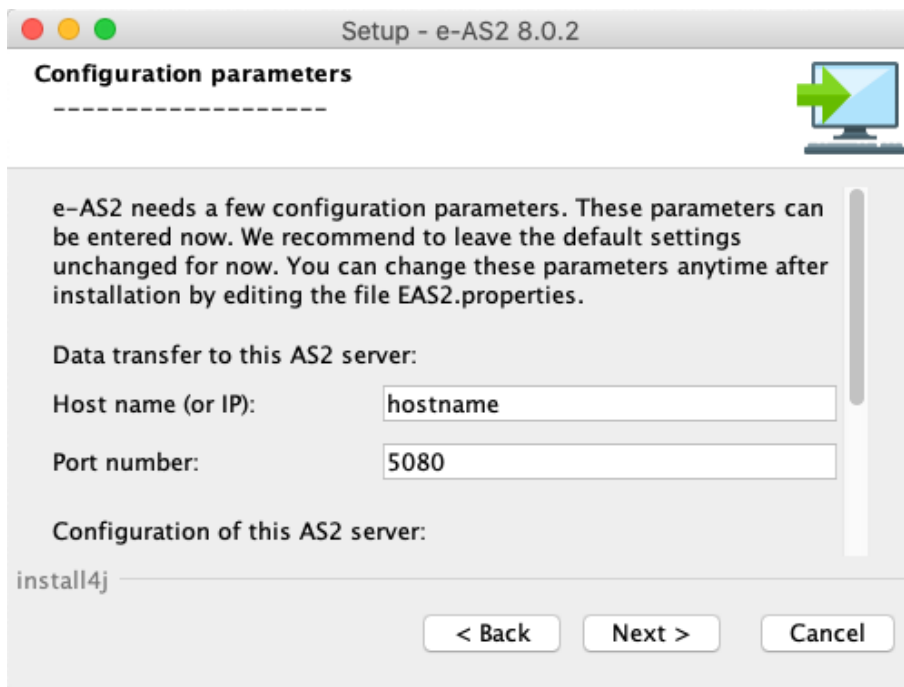 Setup - e-AS2 8.0.2
Configuration parameters
-------------------
e-AS2 needs a few configuration parameters. These parameters can
be entered now. We recommend to leave the default settings
unchanged for now. You can change these parameters anytime after
installation by editing the file EAS2.properties.
Data transfer to this AS2 server:
Host name (or IP): hostname
Port number: 5080
Configuration of this AS2 server:
install4j
< Back Next > Cancel